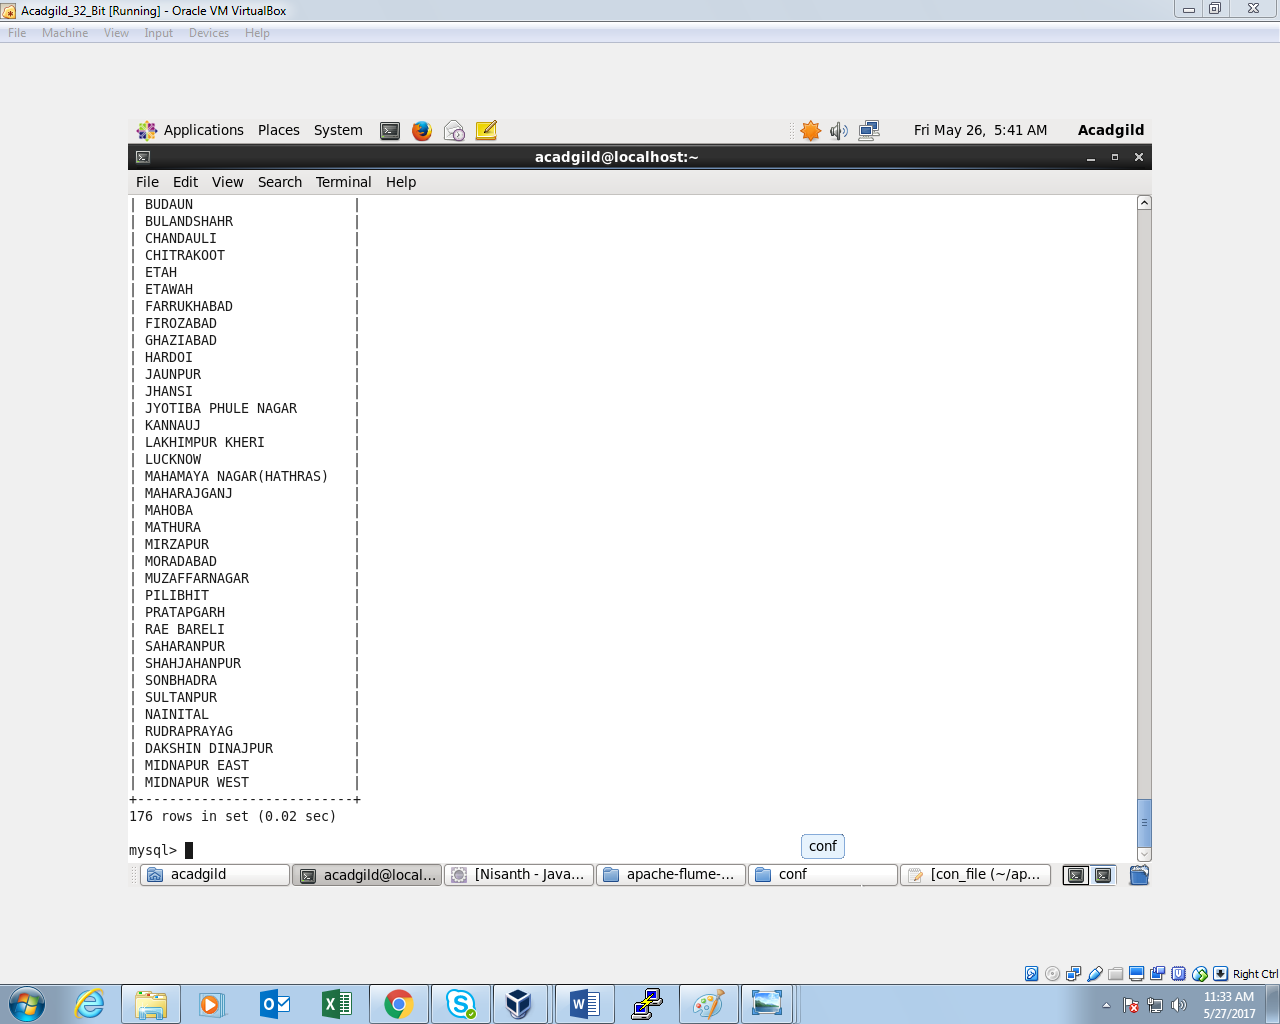 Acadgild_32_Bit [Running] - Oracle VM VirtualBox
File Machine View Input Devices Help
Applications Places System Fri May 26, 5:41 AM Acadgild
acadgild@localhost:~
File Edit View Search Terminal Help
| BUDAUN |
| BULANDSHAHR |
| CHANDAULI |
| CHITRAKOOT |
| ETAH |
| ETAWAH |
| FARRUKHABAD |
| FIROZABAD |
| GHAZIABAD |
| HARDOI |
| JAUNPUR |
| JHANSI |
| JYOTIBA PHULE NAGAR |
| KANNAUJ |
| LAKHIMPUR KHERI |
| LUCKNOW |
| MAHAMAYA NAGAR(HATHRAS) |
| MAHARAJGANJ |
| MAHOBA |
| MATHURA |
| MIRZAPUR |
| MORADABAD |
| MUZAFFARNAGAR |
| PILIBHIT |
| PRATAPGARH |
| RAE BARELI |
| SAHARANPUR |
| SHAHJAHANPUR |
| SONBHADRA |
| SULTANPUR |
| NAINITAL |
| RUDRAPRAYAG |
| DAKSHIN DINAJPUR |
| MIDNAPUR EAST |
| MIDNAPUR WEST |
+---------------------------+
176 rows in set (0.02 sec)
mysql>
conf
acadgild acadgild@local... [Nisanth - Java... apache-flume-... conf [con_file (~/ap...
Right Ctrl
11:33 AM
5/27/2017